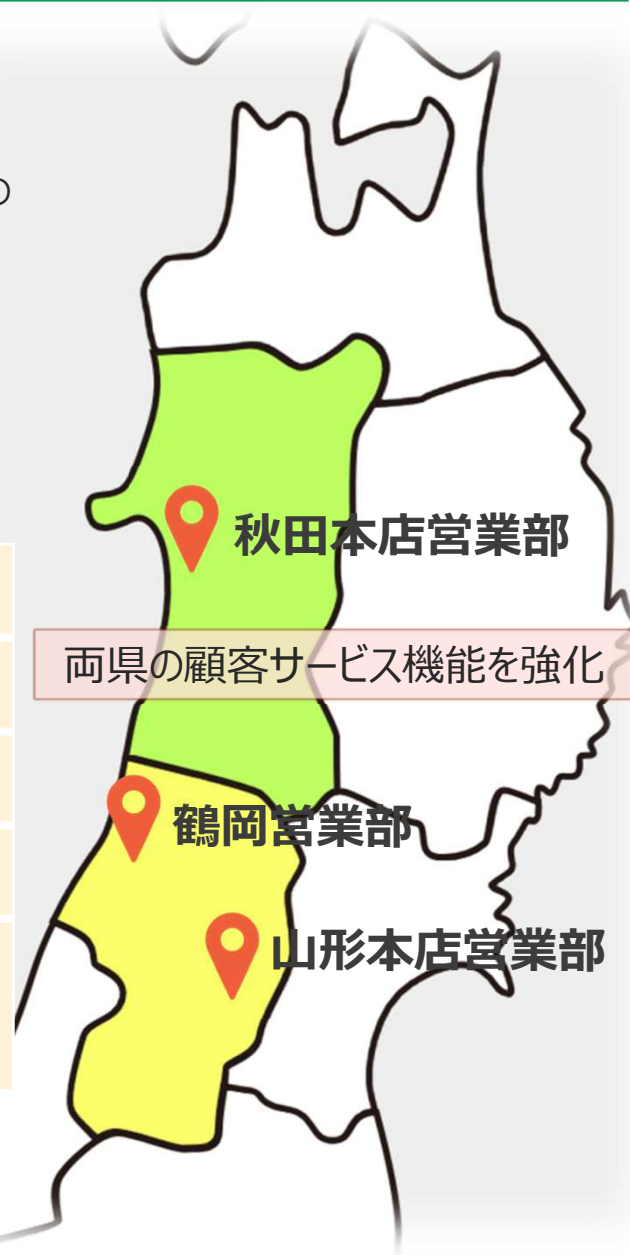 秋田本店営業部
両県の顧客サービス機能を強化
鶴岡営業部
山形本店営業部